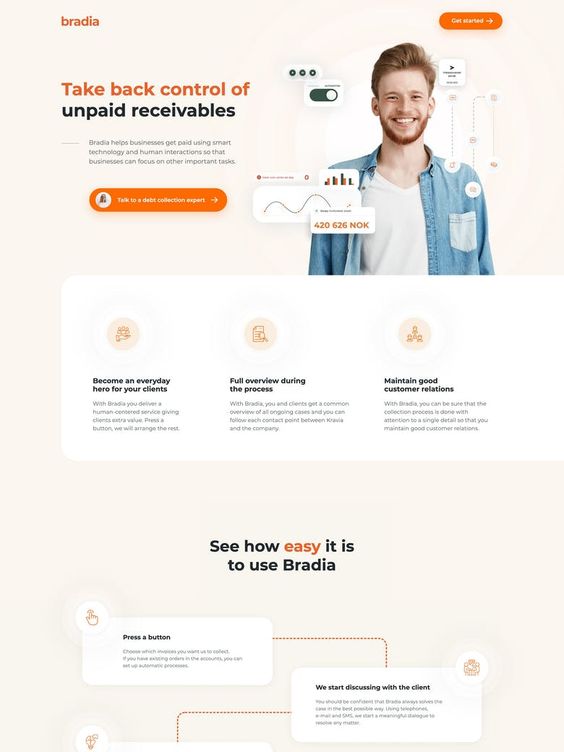 bradia
Get started
Take back control of
unpaid receivables
Bradia helps businesses get paid using smart
technology and human interactions so that
businesses can focus on other important tasks.
Talk to a debt collection expert
420 626 NOK
Become an everyday
hero for your clients
With Bradia you deliver a
human-centered service giving
clients extra value. Press a
button, we will arrange the rest.
Full overview during
the process
With Bradia, you and clients get a common
overview of all ongoing cases and you can
follow each contact point between Kravia
and the company.
Maintain good
customer relations
With Bradia, you can be sure that the
collection process is done with
attention to a single detail so that you
maintain good customer relations.
See how easy it is
to use Bradia
Press a button
Choose which invoices you want us to collect.
If you have existing orders in the accounts, you can
set up automatic processes.
We start discussing with the client
You should be confident that Bradia always solves the
case in the best possible way. Using telephones,
e-mail and SMS, we start a meaningful dialogue to
resolve any matter.